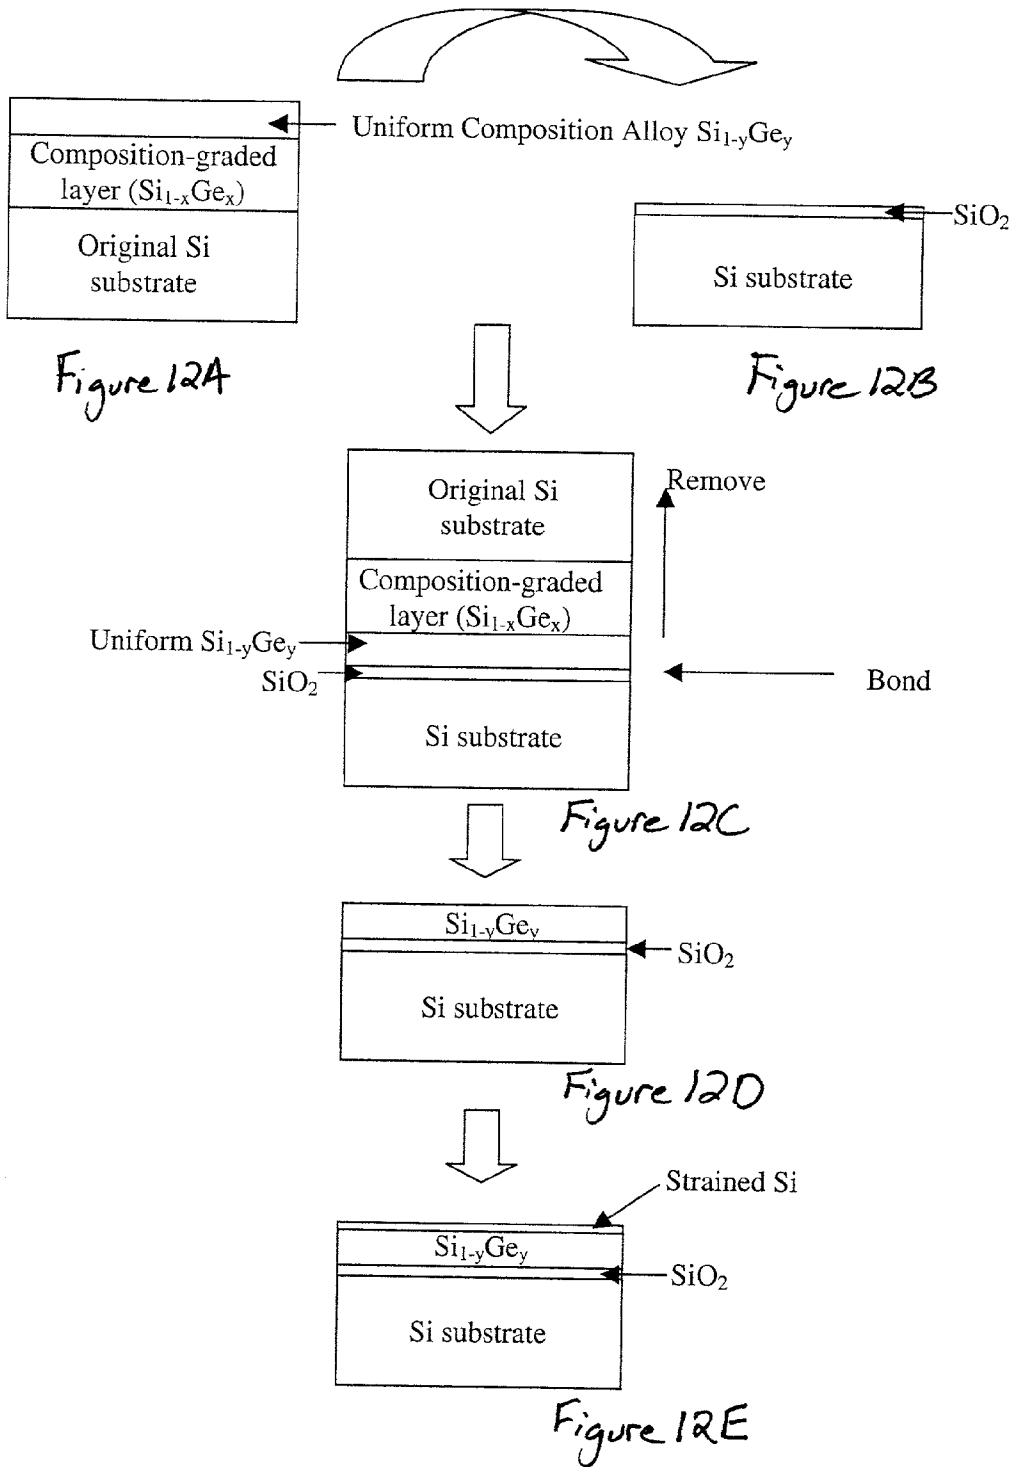 Uniform Composition Alloy Si₁₋yGey
Composition-graded
layer (Si₁₋ₓGeₓ)
Original Si
substrate
SiO₂
Si substrate
Figure 12A
Figure 12B
Original Si
substrate
Remove
Composition-graded
layer (Si₁₋ₓGeₓ)
Uniform Si₁₋yGey
SiO₂
Bond
Si substrate
Figure 12C
Si₁₋yGey
SiO₂
Si substrate
Figure 12D
Strained Si
Si₁₋yGey
SiO₂
Si substrate
Figure 12E